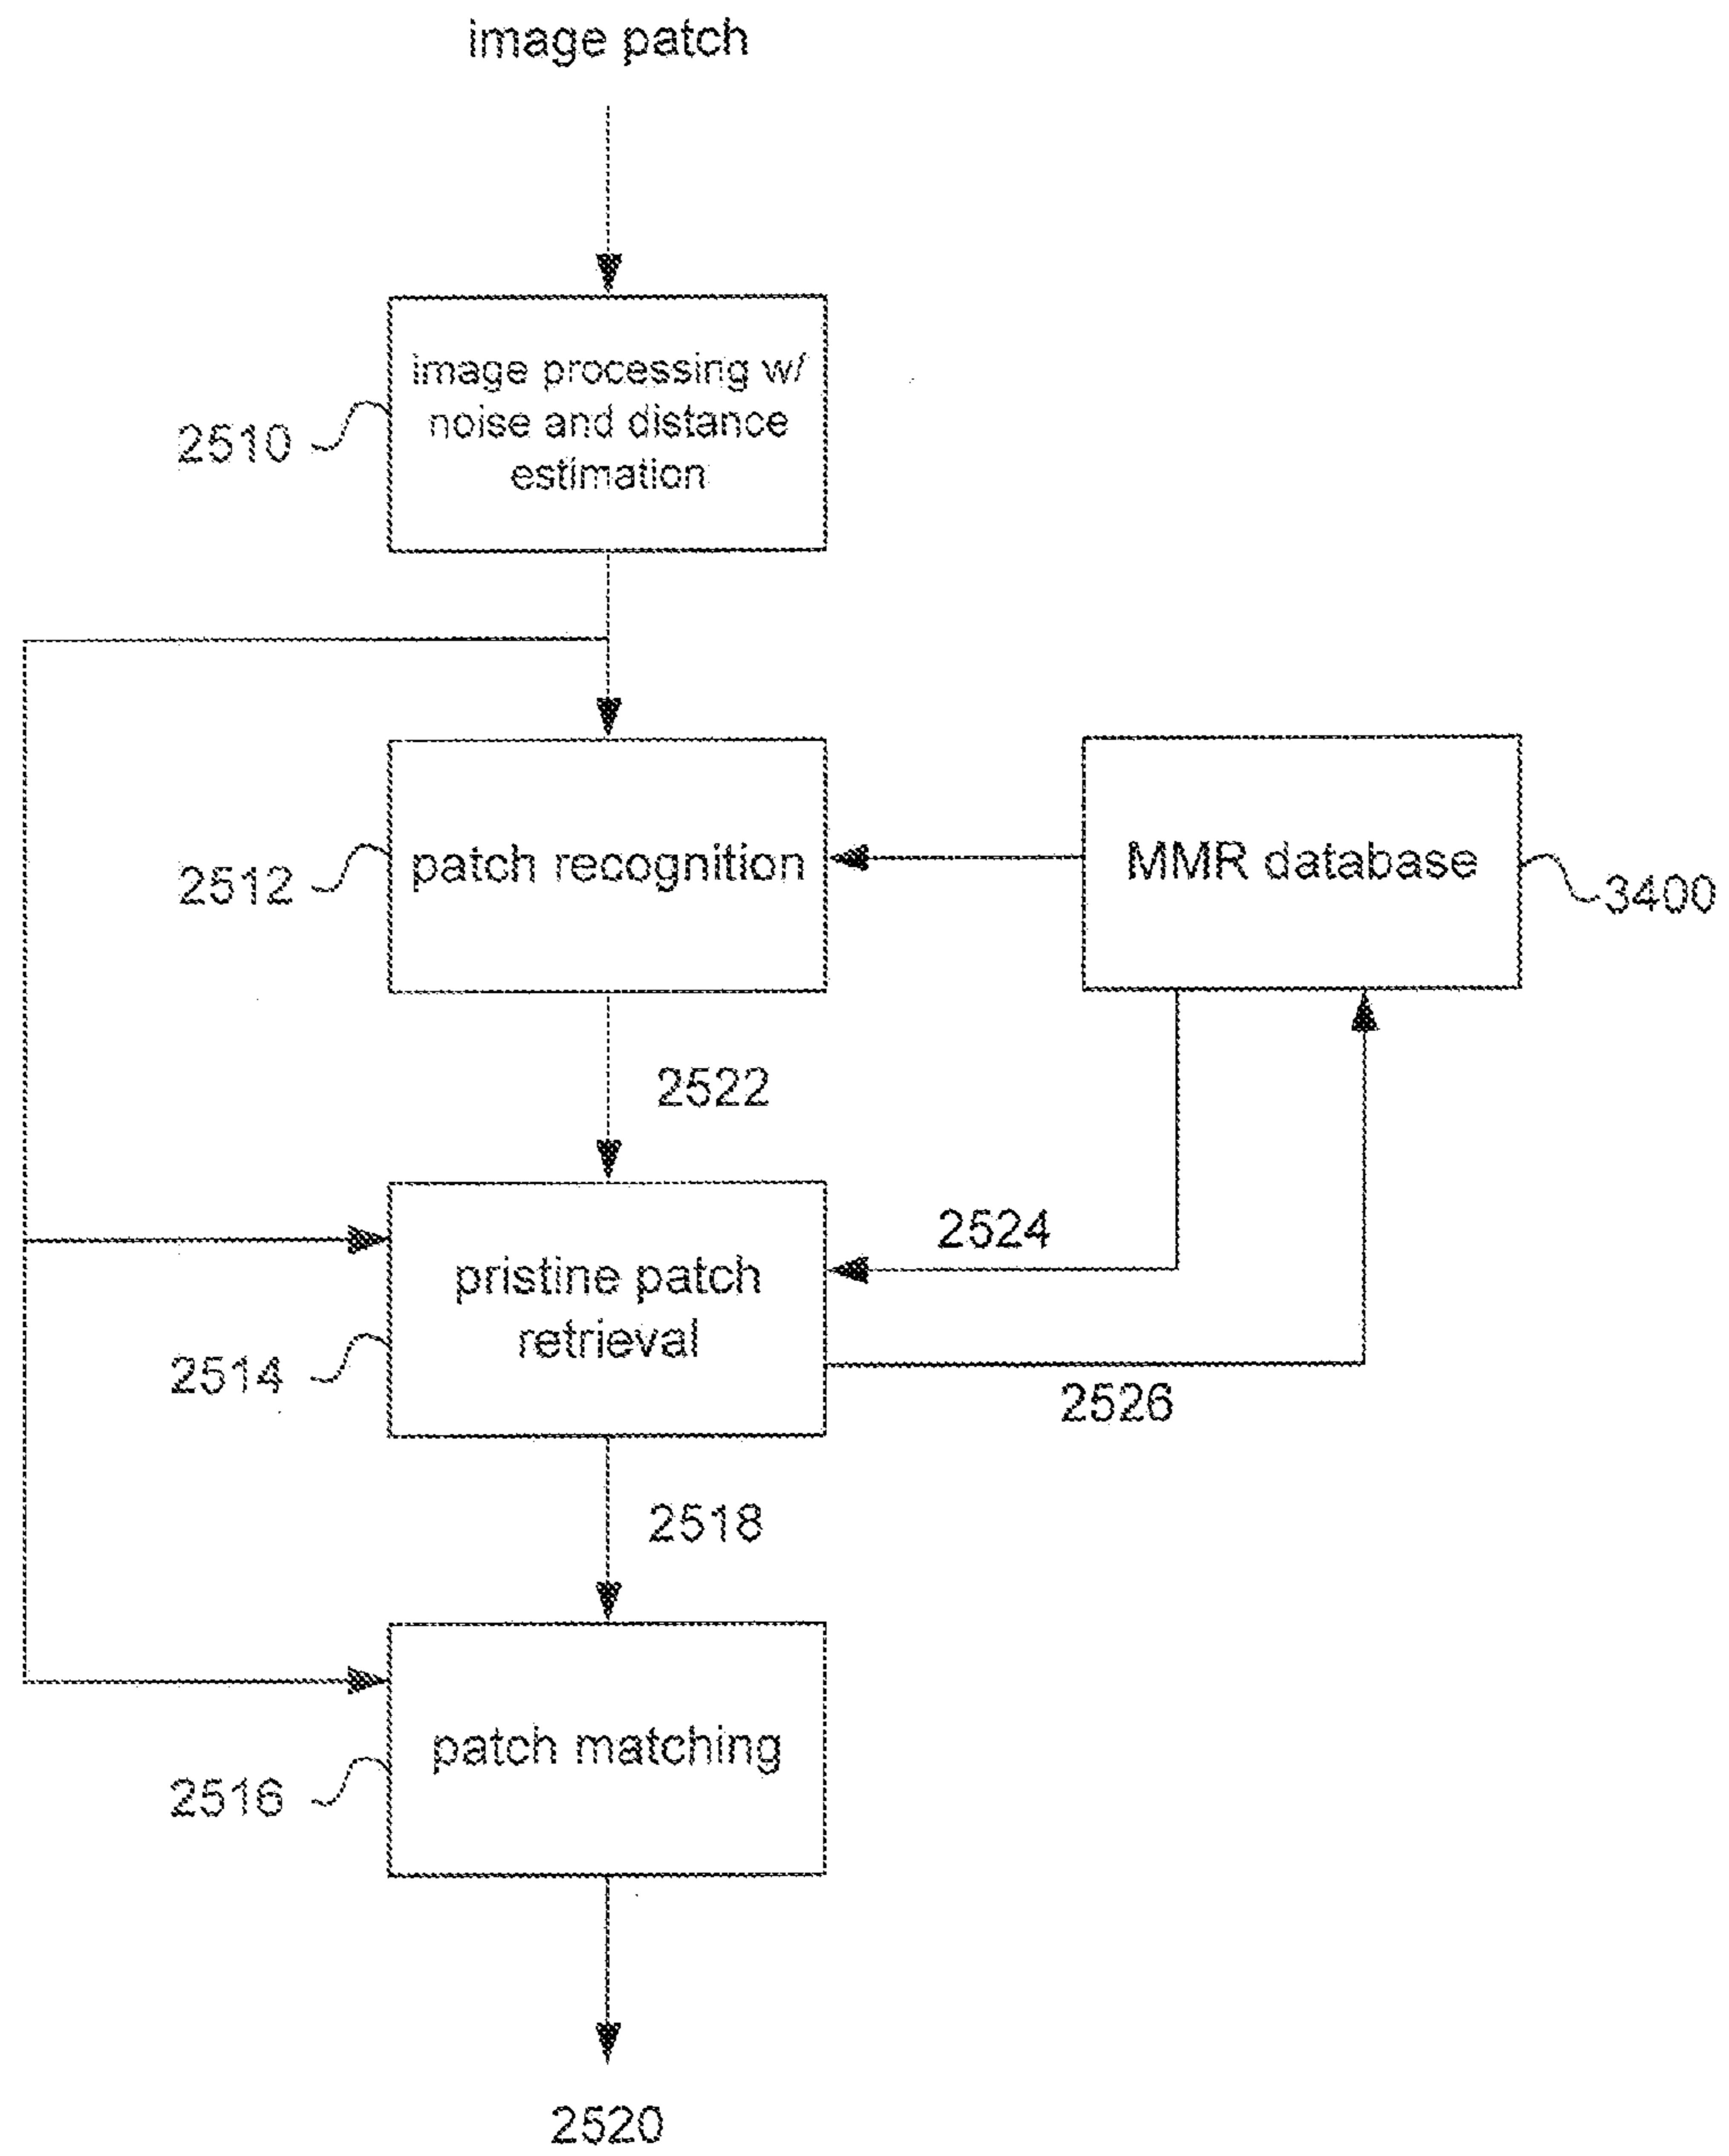 image patch
image processing w/
noise and distance
estimation
2510
patch recognition
2512
MMR database
3400
2522
2524
pristine patch
retrieval
2514
2526
2518
patch matching
2516
2520